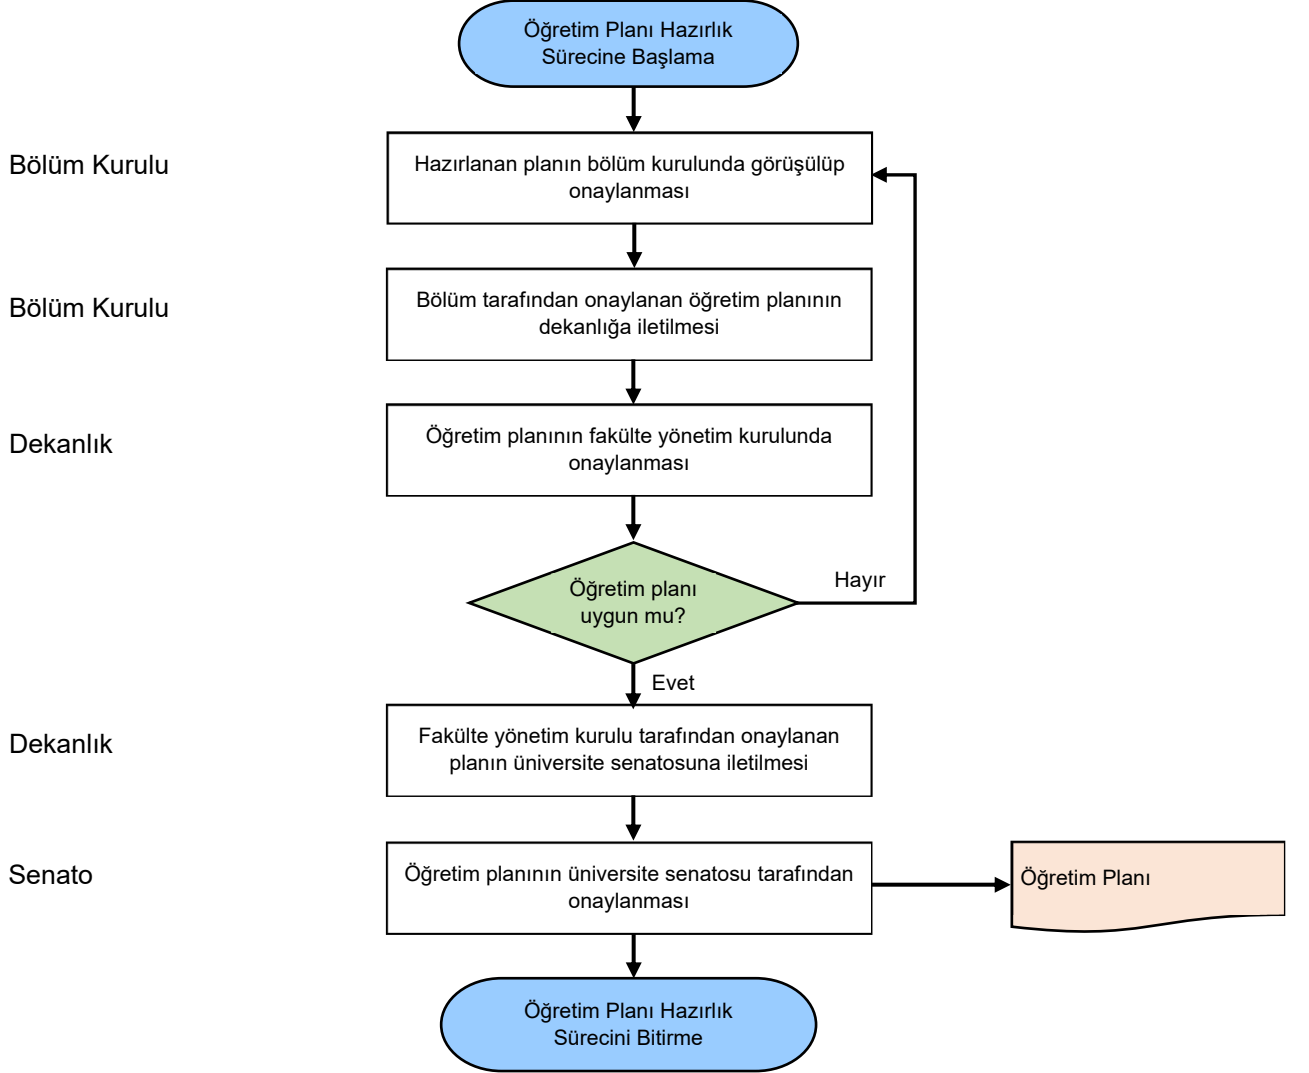 Öğretim Planı Hazırlık
Sürecine Başlama
Bölüm Kurulu
Hazırlanan planın bölüm kurulunda görüşülüp
onaylanması
Bölüm Kurulu
Bölüm tarafından onaylanan öğretim planının
dekanlığa iletilmesi
Dekanlık
Öğretim planının fakülte yönetim kurulunda
onaylanması
Öğretim planı
uygun mu?
Hayır
Evet
Dekanlık
Fakülte yönetim kurulu tarafından onaylanan
planın üniversite senatosuna iletilmesi
Senato
Öğretim planının üniversite senatosu tarafından
onaylanması
Öğretim Planı
Öğretim Planı Hazırlık
Sürecini Bitirme